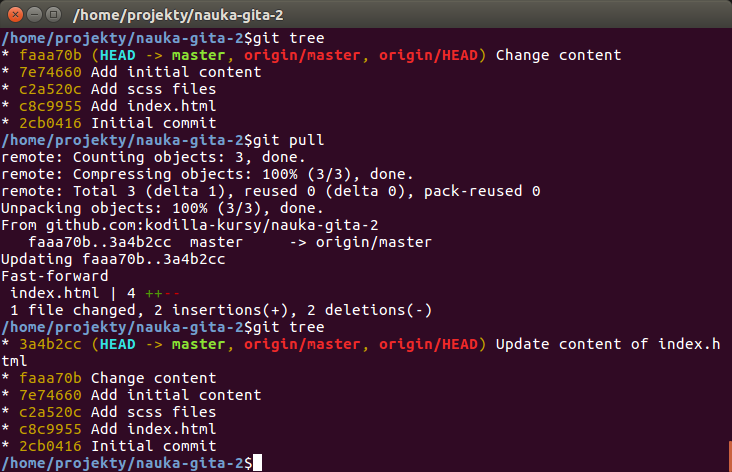 /home/projekty/nauka-gita-2
/home/projekty/nauka-gita-2$git tree
* faaa70b (HEAD -> master, origin/master, origin/HEAD) Change content
* 7e74660 Add initial content
* c2a520c Add scss files
* c8c9955 Add index.html
* 2cb0416 Initial commit
/home/projekty/nauka-gita-2$git pull
remote: Counting objects: 3, done.
remote: Compressing objects: 100% (3/3), done.
remote: Total 3 (delta 1), reused 0 (delta 0), pack-reused 0
Unpacking objects: 100% (3/3), done.
From github.com:kodilla-kursy/nauka-gita-2
   faaa70b..3a4b2cc  master     -> origin/master
Updating faaa70b..3a4b2cc
Fast-forward
 index.html | 4 ++--
 1 file changed, 2 insertions(+), 2 deletions(-)
/home/projekty/nauka-gita-2$git tree
* 3a4b2cc (HEAD -> master, origin/master, origin/HEAD) Update content of index.h
tml
* faaa70b Change content
* 7e74660 Add initial content
* c2a520c Add scss files
* c8c9955 Add index.html
* 2cb0416 Initial commit
/home/projekty/nauka-gita-2$